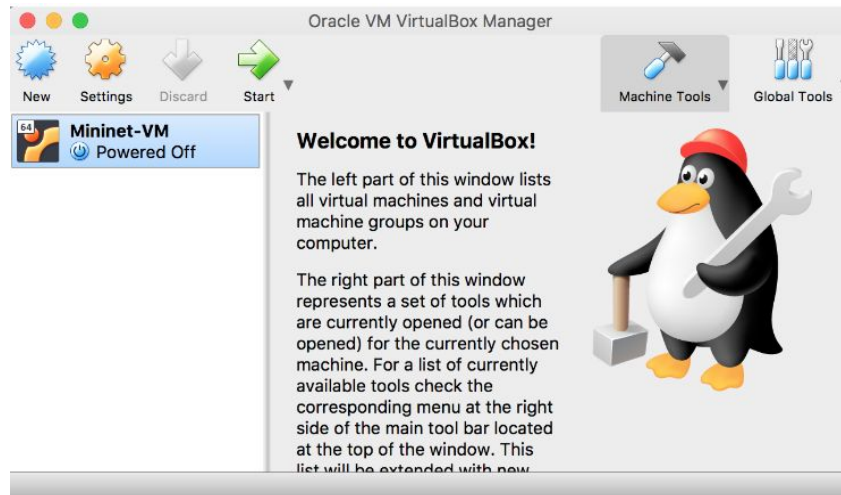 Oracle VM VirtualBox Manager
New
Settings
Discard
Start
Machine Tools
Global Tools
64
Mininet-VM
Powered Off
Welcome to VirtualBox!
The left part of this window lists
all virtual machines and virtual
machine groups on your
computer.
The right part of this window
represents a set of tools which
are currently opened (or can be
opened) for the currently chosen
machine. For a list of currently
available tools check the
corresponding menu at the right
side of the main tool bar located
at the top of the window. This
list will be extended with new